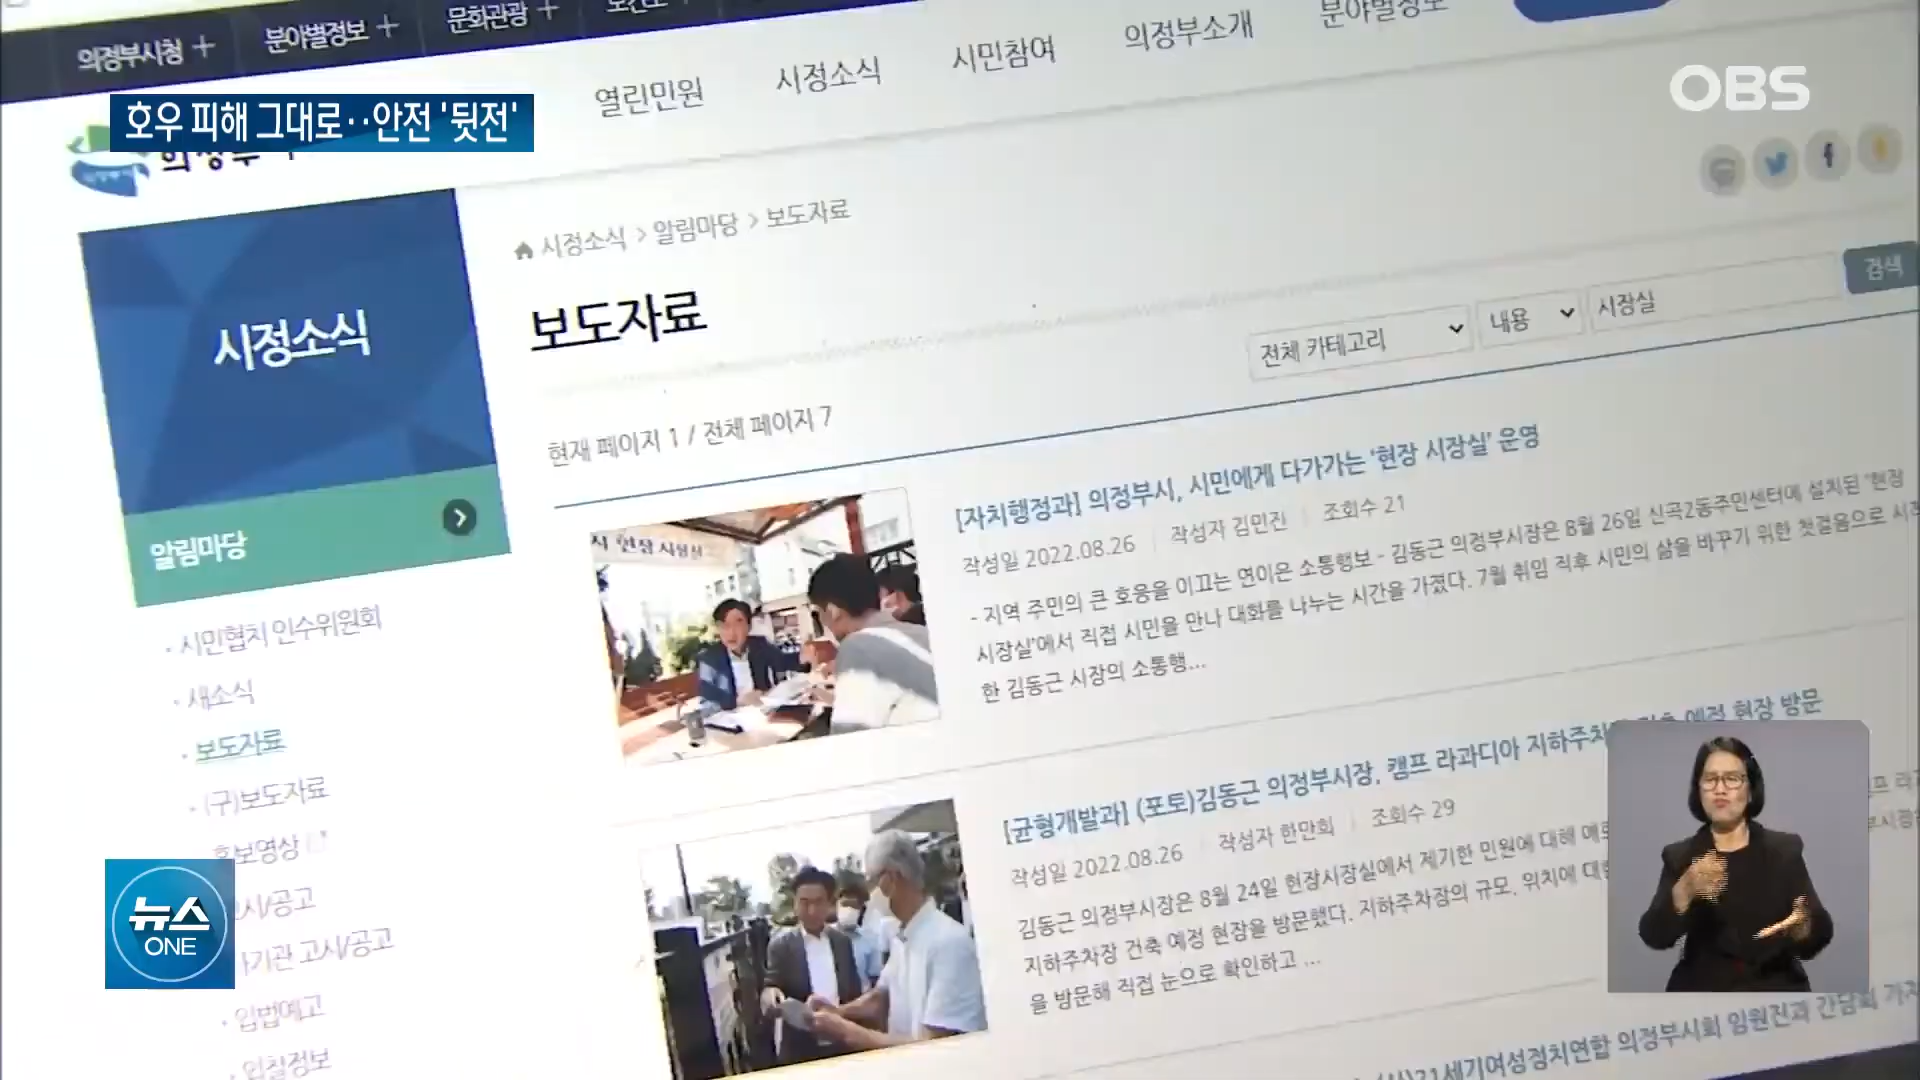 의정부시청 +
분야별정보 +
문화관광 +
OBS
호우 피해 그대로··안전 '뒷전'
열린민원
시정소식
시민참여
의정부소개
분야별정보
시정소식 > 알림마당 > 보도자료
보도자료
전체 카테고리
내용
시장실
검색
현재 페이지 1 / 전체 페이지 7
시정소식
알림마당
· 시민협치 인수위원회
· 새소식
· 보도자료
· (구)보도자료
홍보영상
고시/공고
기관 고시/공고
· 입법예고
· 입찰정보
[자치행정과] 의정부시, 시민에게 다가가는 '현장 시장실' 운영
작성일 2022.08.26 | 작성자 김민진 | 조회수 21
- 지역 주민의 큰 호응을 이끄는 연이은 소통행보 - 김동근 의정부시장은 8월 26일 신곡2동주민센터에 설치된 '현장
시장실'에서 직접 시민을 만나 대화를 나누는 시간을 가졌다. 7월 취임 직후 시민의 삶을 바꾸기 위한 첫걸음으로
한 김동근 시장의 소통행...
[균형개발과] (포토)김동근 의정부시장, 캠프 라과디아 지하주차 예정 현장 방문
작성일 2022.08.26 | 작성자 한만희 | 조회수 29
김동근 의정부시장은 8월 24일 현장시장실에서 제기한 민원에 대해
지하주차장 건축 예정 현장을 방문했다. 지하주차장의 규모, 위치에
을 방문해 직접 눈으로 확인하고 ...
21세기여성정치연합 의정부시회 임원진과 간담회
뉴스
ONE